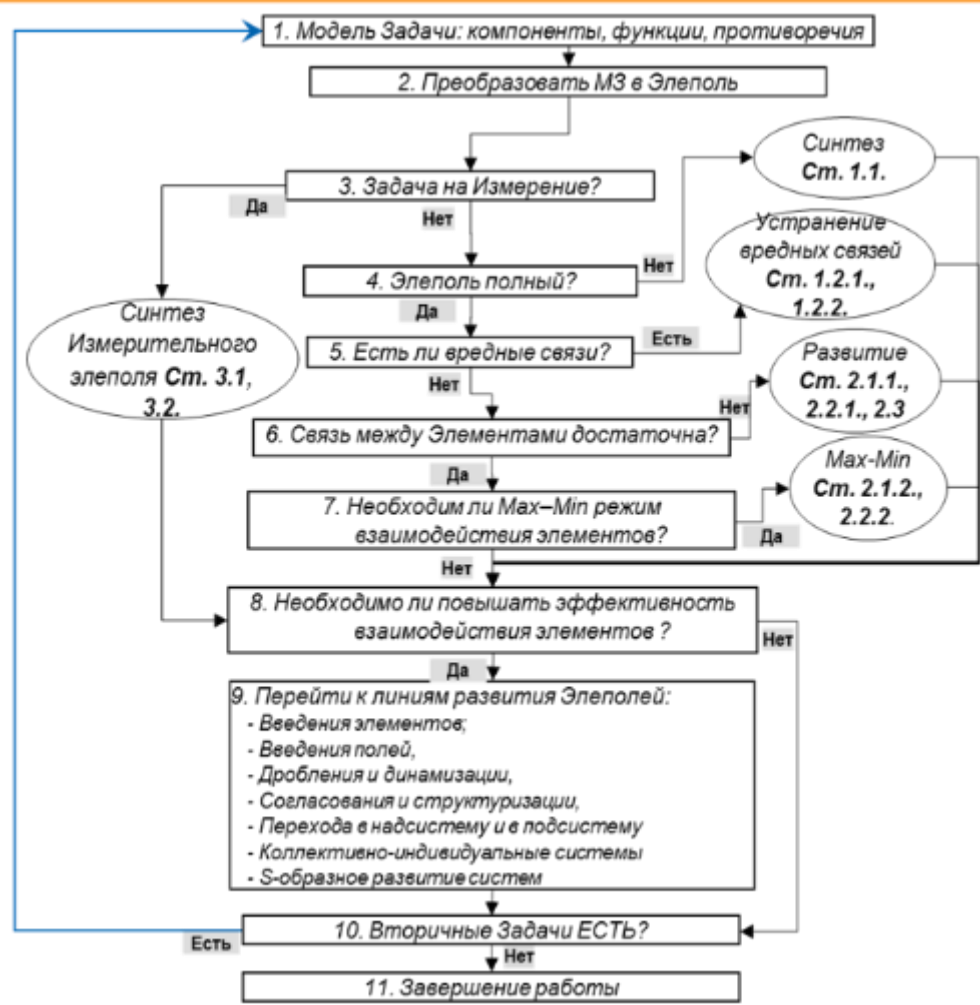 1. Модель Задачи: компоненты, функции, противоречия
2. Преобразовать МЗ в Элеполь
Синтез
Ст. 1.1.
3. Задача на Измерение?
Да
Нет
Устранение
вредных связей
Ст. 1.2.1.,
1.2.2.
4. Элеполь полный?
Нет
Да
Синтез
Измерительного
элеполя Ст. 3.1,
3.2.
5. Есть ли вредные связи?
Есть
Нет
Развитие
Ст. 2.1.1.,
2.2.1., 2.3
6. Связь между Элементами достаточна?
Нет
Да
Max-Min
Ст. 2.1.2.,
2.2.2.
7. Необходим ли Max–Min режим
взаимодействия элементов?
Да
Нет
8. Необходимо ли повышать эффективность
взаимодействия элементов ?
Нет
Да
9. Перейти к линиям развития Элеполей:
- Введения элементов;
- Введения полей,
- Дробления и динамизации,
- Согласования и структуризации,
- Перехода в надсистему и в подсистему
- Коллективно-индивидуальные системы
- S-образное развитие систем
10. Вторичные Задачи ЕСТЬ?
Есть
Нет
11. Завершение работы